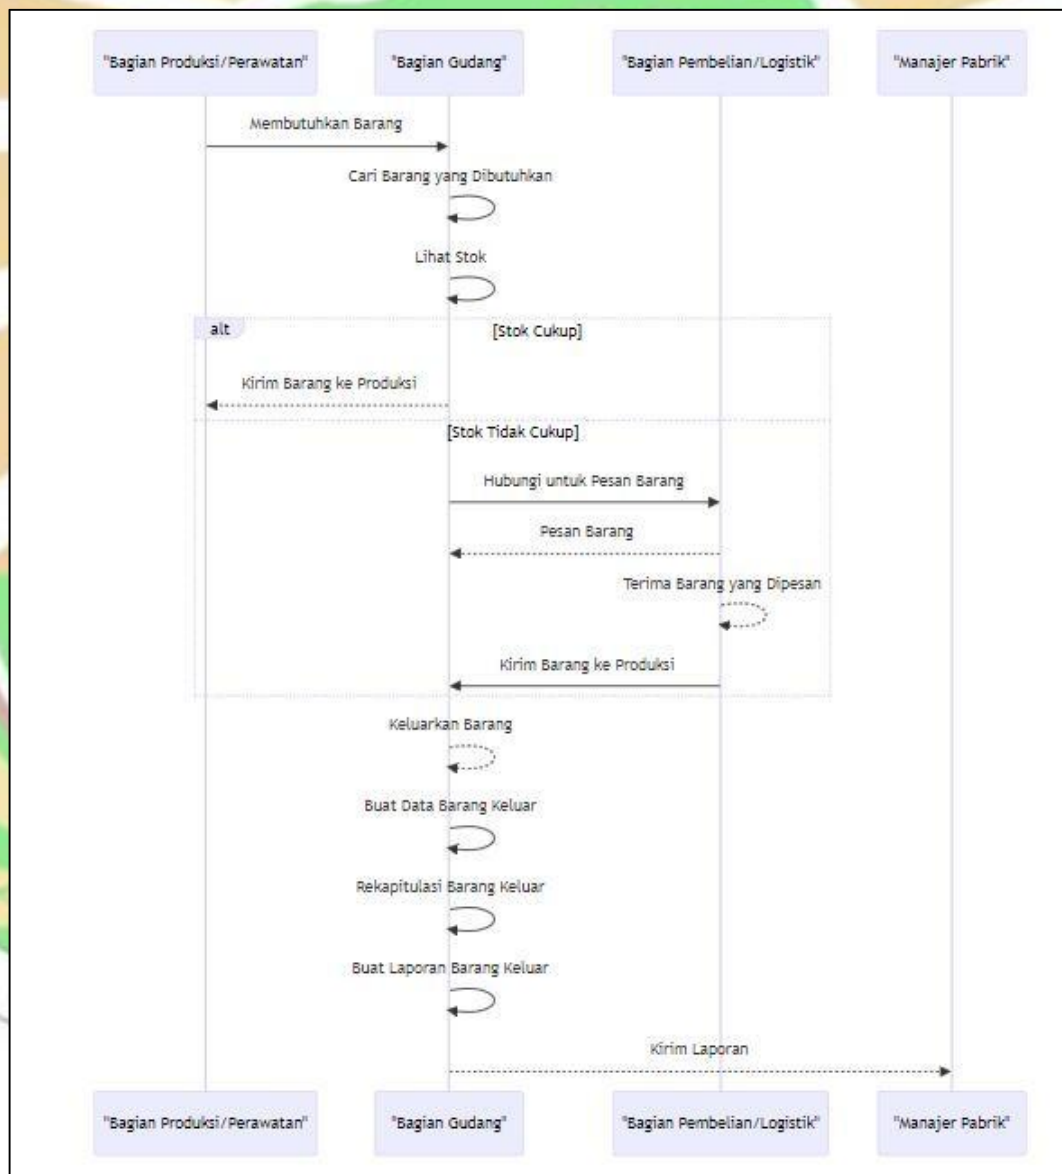 "Bagian Produksi/Perawatan"
"Bagian Gudang"
"Bagian Pembelian/Logistik"
"Manajer Pabrik"
Membutuhkan Barang
Cari Barang yang Dibutuhkan
Lihat Stok
alt
[Stok Cukup]
Kirim Barang ke Produksi
[Stok Tidak Cukup]
Hubungi untuk Pesan Barang
Pesan Barang
Terima Barang yang Dipesan
Kirim Barang ke Produksi
Keluarkan Barang
Buat Data Barang Keluar
Rekapitulasi Barang Keluar
Buat Laporan Barang Keluar
Kirim Laporan
"Bagian Produksi/Perawatan"
"Bagian Gudang"
"Bagian Pembelian/Logistik"
"Manajer Pabrik"